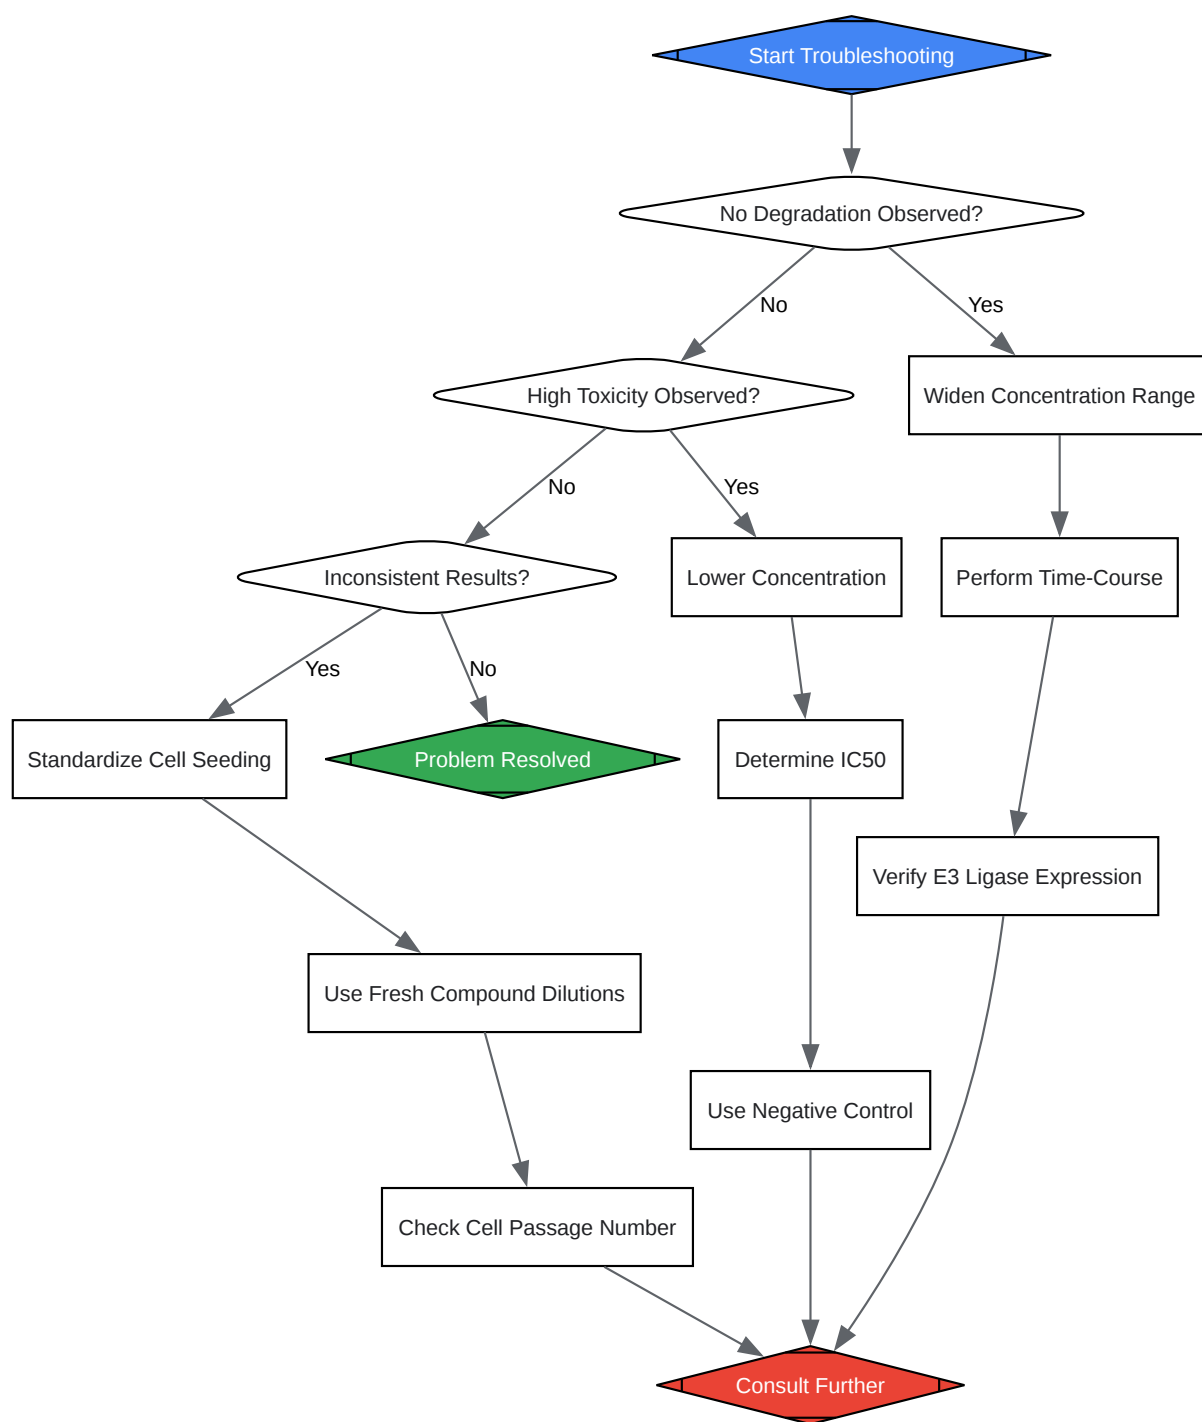 Start Troubleshooting
No Degradation Observed?
No
Yes
High Toxicity Observed?
Widen Concentration Range
No
Yes
Inconsistent Results?
Lower Concentration
Perform Time-Course
Yes
No
Standardize Cell Seeding
Problem Resolved
Determine IC50
Verify E3 Ligase Expression
Use Fresh Compound Dilutions
Use Negative Control
Check Cell Passage Number
Consult Further